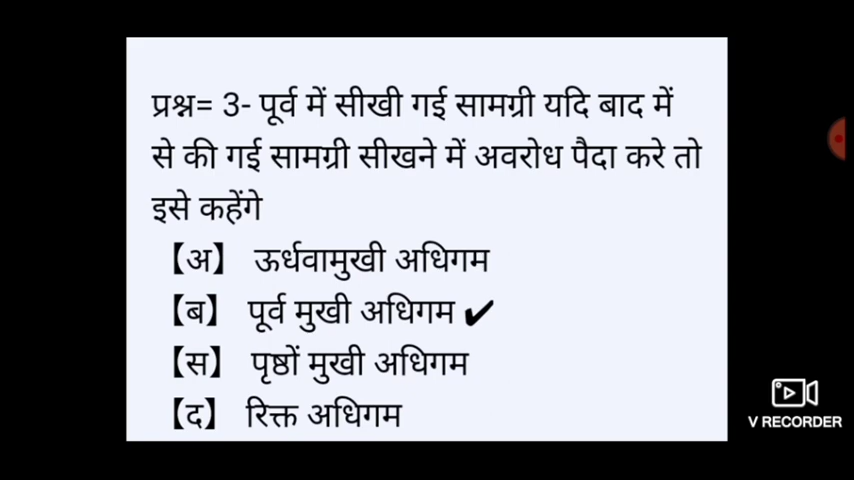 प्रश्न= 3- पूर्व में सीखी गई सामग्री यदि बाद में
से की गई सामग्री सीखने में अवरोध पैदा करे तो
इसे कहेंगे
【अ】 ऊर्धवामुखी अधिगम
【ब】 पूर्व मुखी अधिगम ✔
【स】 पृष्ठों मुखी अधिगम
【द】 रिक्त अधिगम
V RECORDER